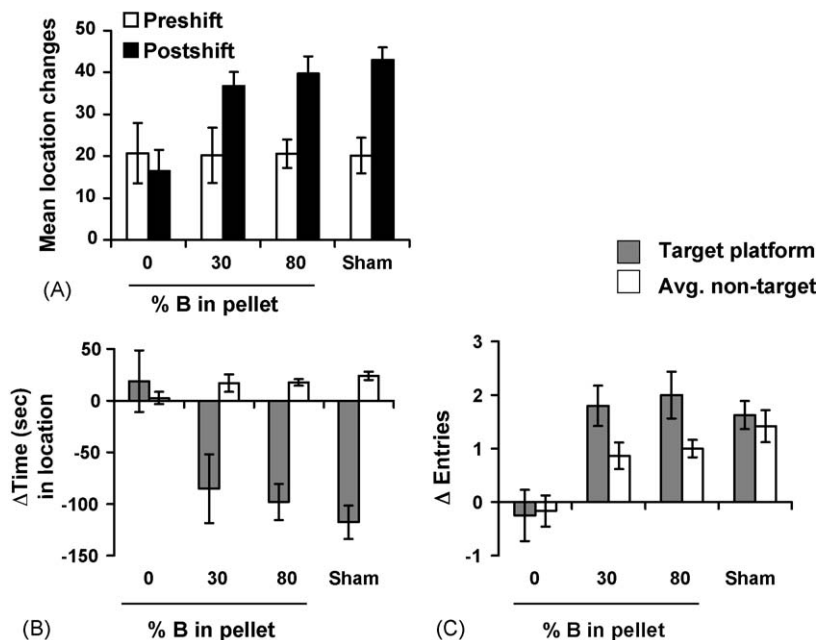 Preshift
Postshift
50
40
30
20
10
0
Mean location changes
0 30 80 Sham
(A)
% B in pellet
Target platform
Avg. non-target
50
0
-50
-100
-150
ΔTime (sec)
in location
0 30 80 Sham
(B) % B in pellet
3
2
1
0
-1
Δ Entries
0 30 80 Sham
(C) % B in pellet